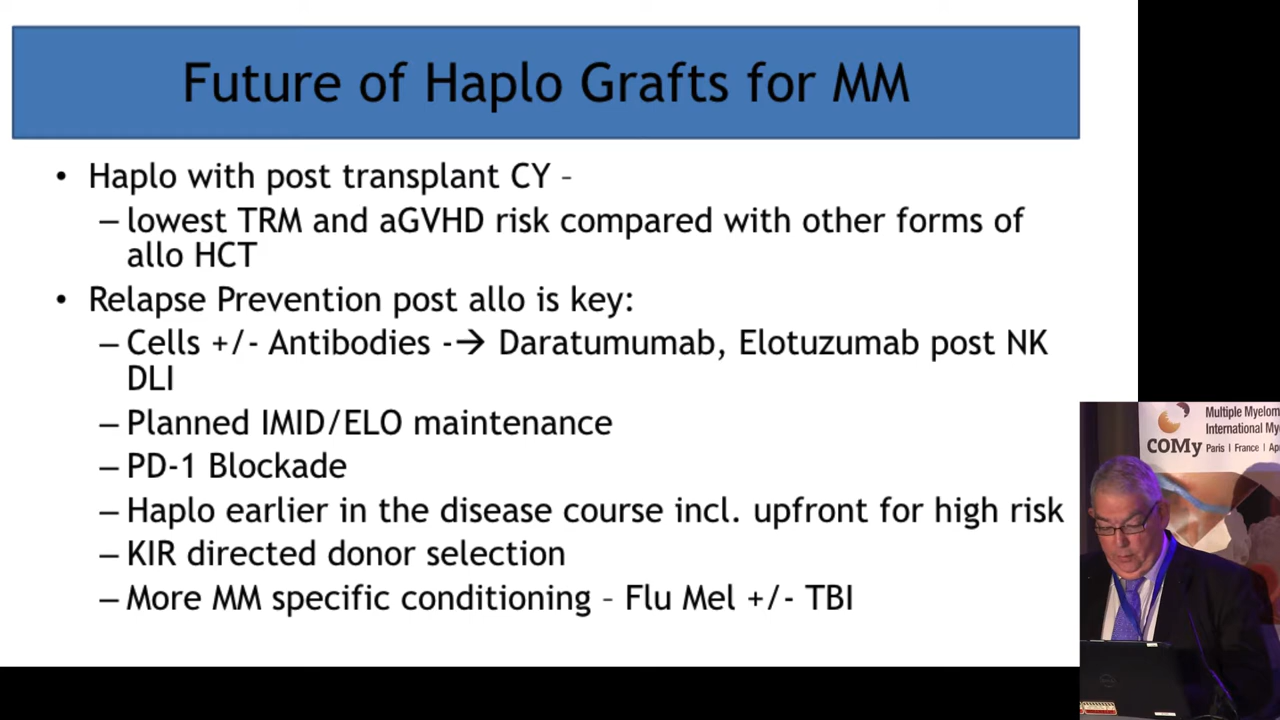 Future of Haplo Grafts for MM
• Haplo with post transplant CY –
– lowest TRM and aGVHD risk compared with other forms of
allo HCT
• Relapse Prevention post allo is key:
– Cells +/- Antibodies -→ Daratumumab, Elotuzumab post NK
DLI
– Planned IMID/ELO maintenance
– PD-1 Blockade
– Haplo earlier in the disease course incl. upfront for high risk
– KIR directed donor selection
– More MM specific conditioning – Flu Mel +/- TBI
Multiple Myelom
International My
COMy
Paris | France | Ap